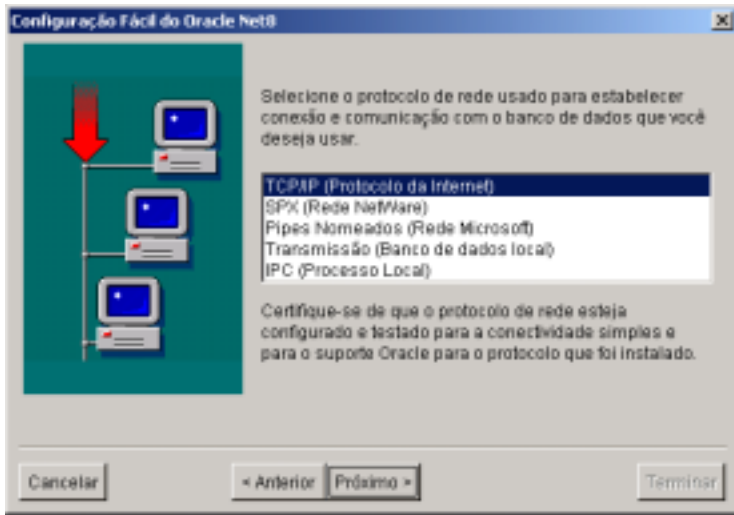 Configuração Fácil do Oracle Net8
Selecione o protocolo de rede usado para estabelecer
conexão e comunicação com o banco de dados que você
deseja usar.
TCP/IP (Protocolo da Internet)
SPX (Rede NetWare)
Pipes Nomeados (Rede Microsoft)
Transmissão (Banco de dados local)
IPC (Processo Local)
Certifique-se de que o protocolo de rede esteja
configurado e testado para a conectividade simples e
para o suporte Oracle para o protocolo que foi instalado.
Cancelar
< Anterior
Próximo >
Terminar